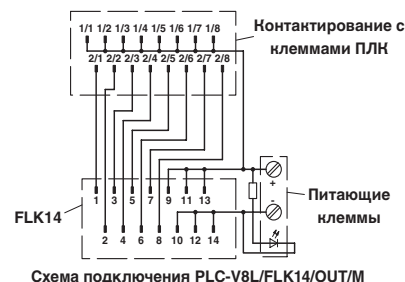 Контактирование с
клеммами ПЛК
1/1 1/2 1/3 1/4 1/5 1/6 1/7 1/8
2/1 2/2 2/3 2/4 2/5 2/6 2/7 2/8
1 3 5 7 9 11 13
+
-
Питающие
клеммы
FLK14
2 4 6 8 10 12 14
Схема подключения PLC-V8L/FLK14/OUT/M